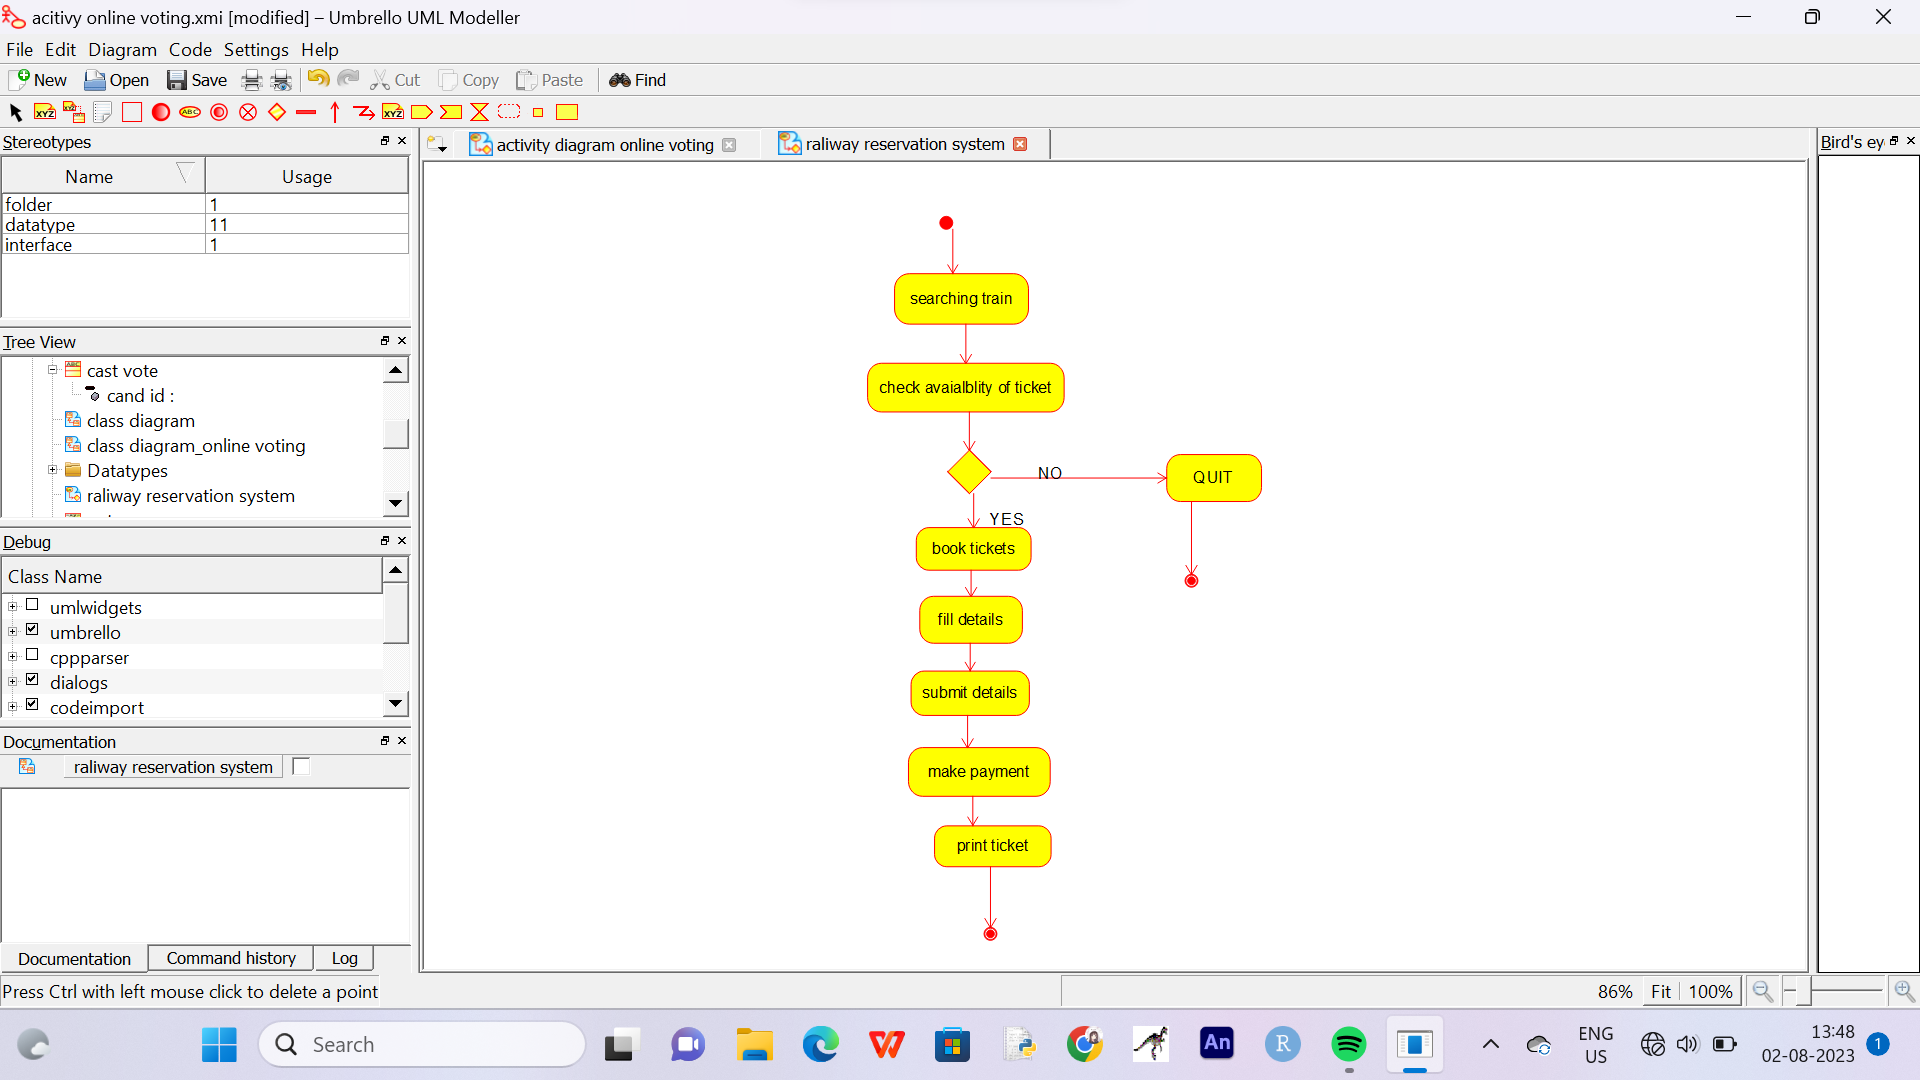 acitivy online voting.xmi [modified] – Umbrello UML Modeller
File Edit Diagram Code Settings Help
New Open Save Cut Copy Paste Find
Stereotypes
Name Usage
folder 1
datatype 11
interface 1
Tree View
cast vote
cand id :
class diagram
class diagram_online voting
Datatypes
raliway reservation system
Debug
Class Name
umlwidgets
umbrello
cppparser
dialogs
codeimport
Documentation
raliway reservation system
Documentation Command history Log
Press Ctrl with left mouse click to delete a point
activity diagram online voting
raliway reservation system
searching train
check avaialblity of ticket
NO
QUIT
YES
book tickets
fill details
submit details
make payment
print ticket
Bird's ey
86% Fit 100%
Search
ENG
US
13:48
02-08-2023
1